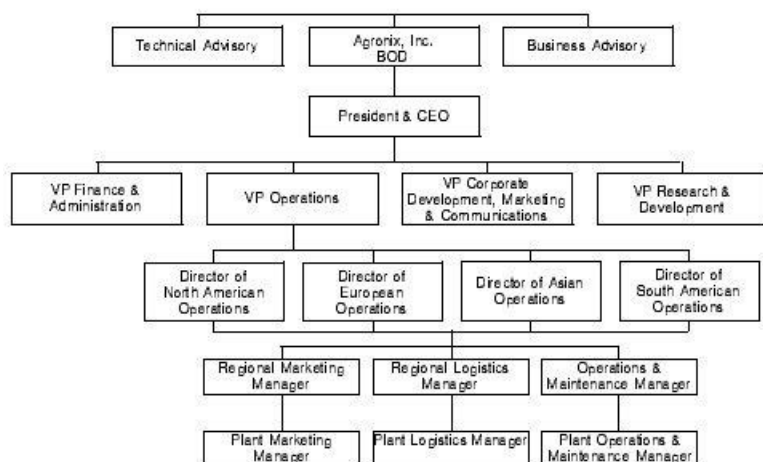 Technical Advisory
Agronix, Inc.
BOD
Business Advisory
President & CEO
VP Finance &
Administration
VP Operations
VP Corporate
Development, Marketing
& Communications
VP Research &
Development
Director of
North American
Operations
Director of
European
Operations
Director of Asian
Operations
Director of
South American
Operations
Regional Marketing
Manager
Regional Logistics
Manager
Operations &
Maintenance Manager
Plant Marketing
Manager
Plant Logistics Manager
Plant Operations &
Maintenance Manager